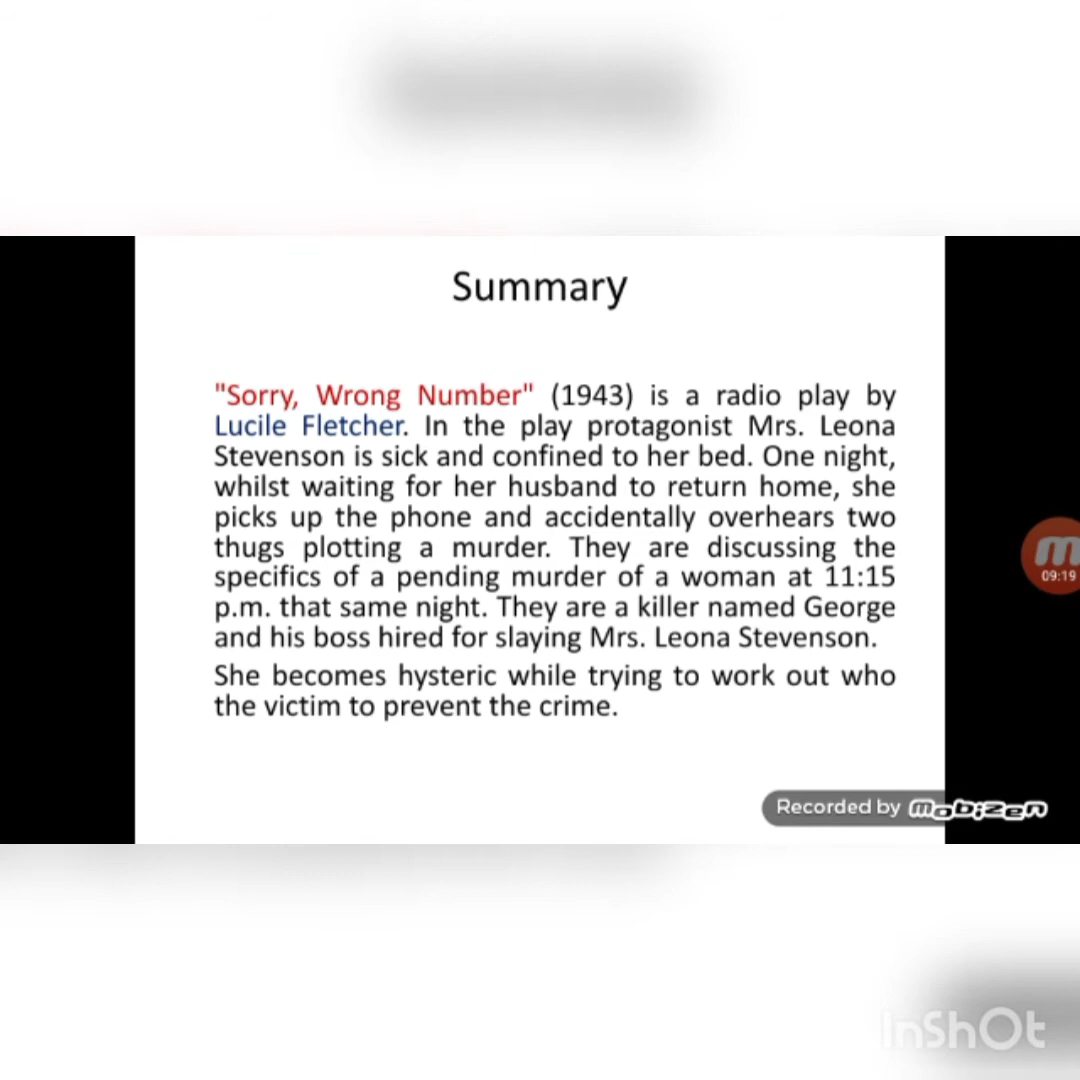 Summary
"Sorry, Wrong Number" (1943) is a radio play by
Lucile Fletcher. In the play protagonist Mrs. Leona
Stevenson is sick and confined to her bed. One night,
whilst waiting for her husband to return home, she
picks up the phone and accidentally overhears two
thugs plotting a murder. They are discussing the
specifics of a pending murder of a woman at 11:15
p.m. that same night. They are a killer named George
and his boss hired for slaying Mrs. Leona Stevenson.
She becomes hysteric while trying to work out who
the victim to prevent the crime.
m
09:19
Recorded by mobizen
InShOt